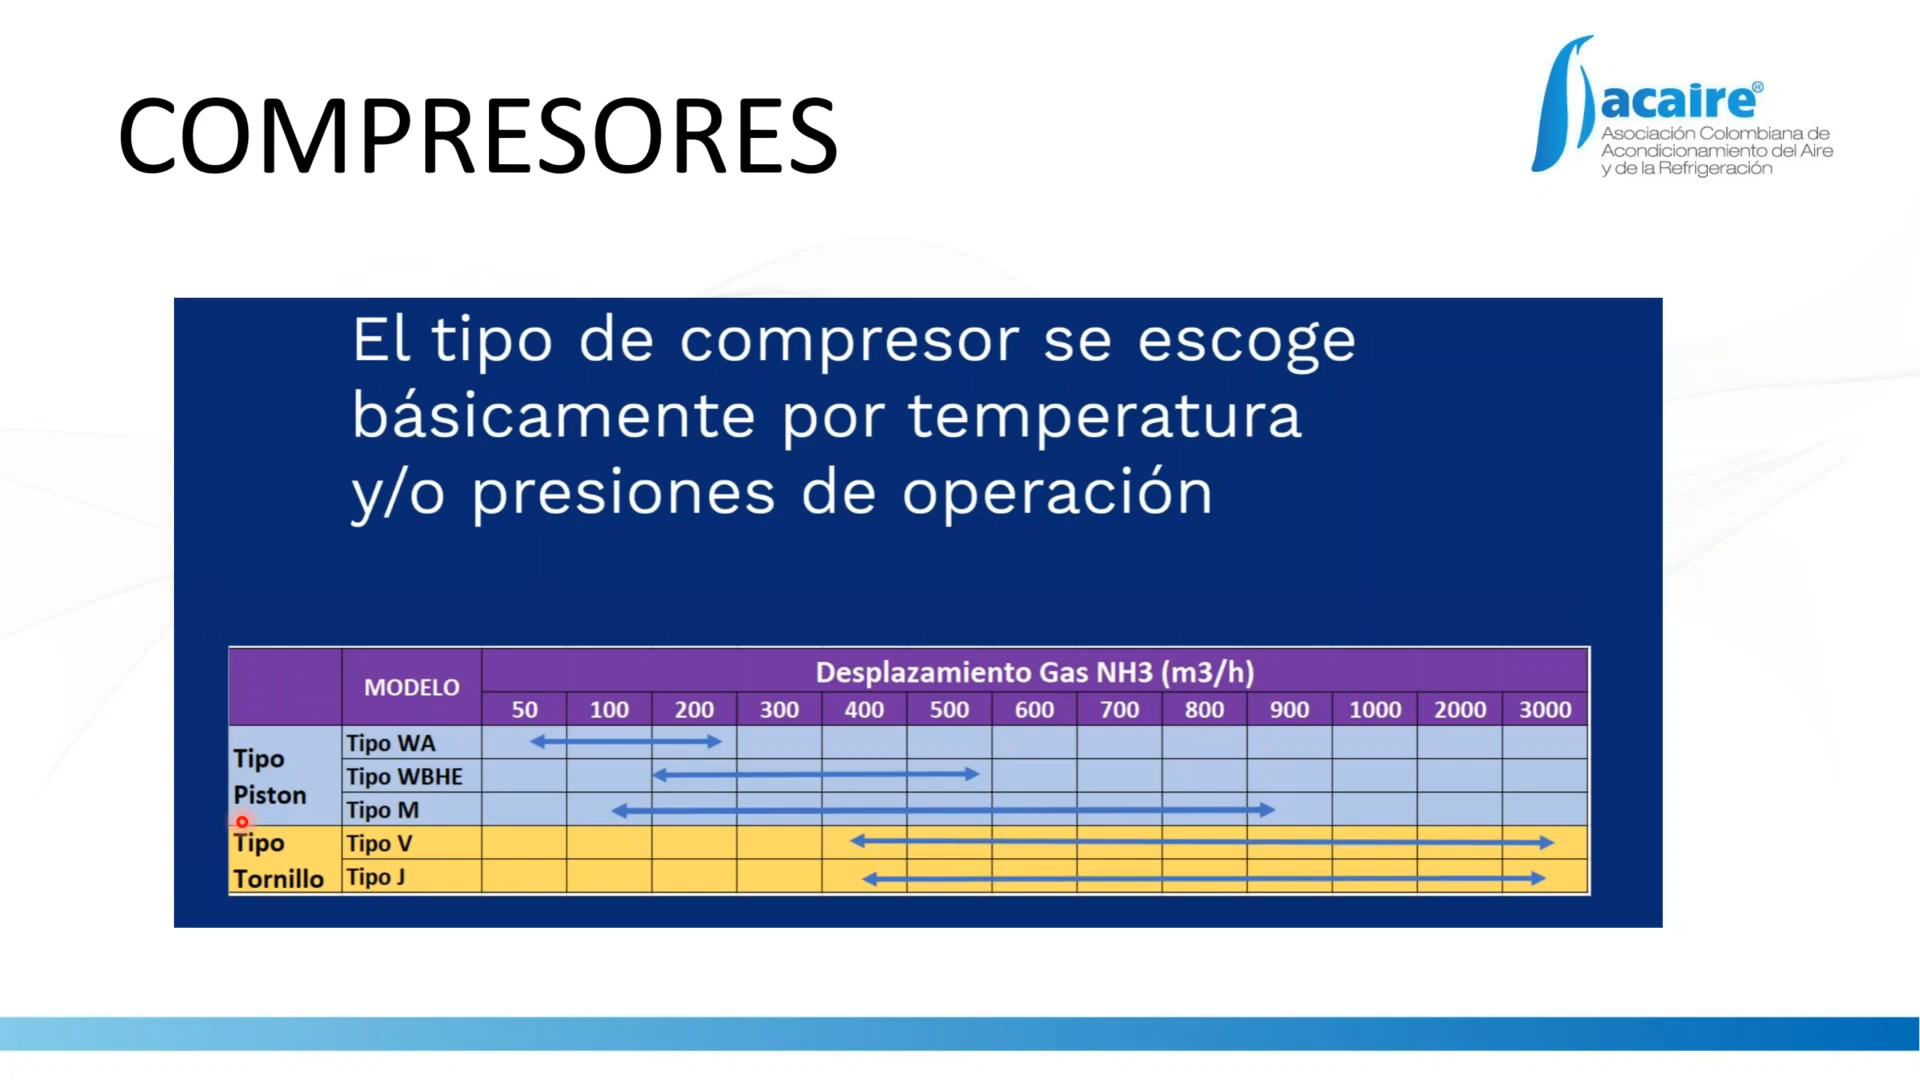 COMPRESORES
acaire®
Asociación Colombiana de
Acondicionamiento del Aire
y de la Refrigeración
El tipo de compresor se escoge
básicamente por temperatura
y/o presiones de operación
MODELO
Desplazamiento Gas NH3 (m3/h)
50 100 200 300 400 500 600 700 800 900 1000 2000 3000
Tipo
Piston
Tipo WA
Tipo WBHE
Tipo M
Tipo
Tornillo
Tipo V
Tipo J